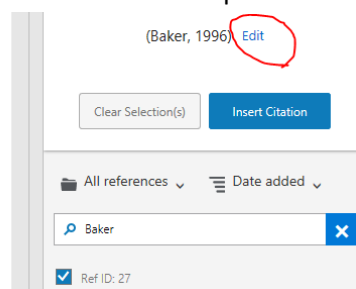 (Baker, 1996) Edit
Clear Selection(s) Insert Citation
All references Date added
Baker
Ref ID: 27